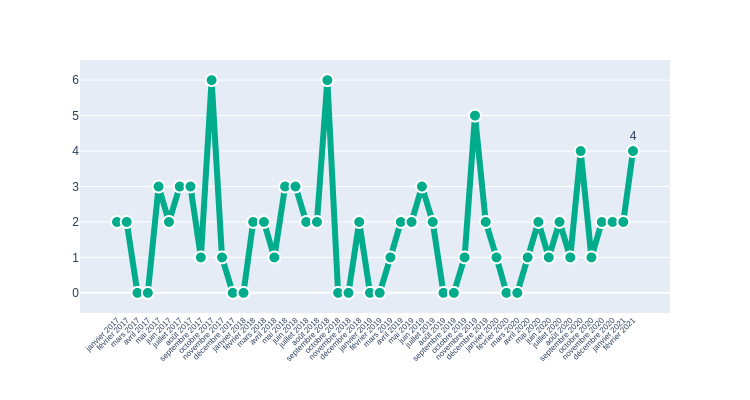 6
5
4
3
2
1
0
4
janvier 2017
février 2017
mars 2017
avril 2017
mai 2017
juin 2017
juillet 2017
août 2017
septembre 2017
octobre 2017
novembre 2017
décembre 2017
janvier 2018
février 2018
mars 2018
avril 2018
mai 2018
juin 2018
juillet 2018
août 2018
septembre 2018
octobre 2018
novembre 2018
décembre 2018
janvier 2019
février 2019
mars 2019
avril 2019
mai 2019
juin 2019
juillet 2019
août 2019
septembre 2019
octobre 2019
novembre 2019
décembre 2019
janvier 2020
février 2020
mars 2020
avril 2020
mai 2020
juin 2020
juillet 2020
août 2020
septembre 2020
octobre 2020
novembre 2020
décembre 2020
janvier 2021
février 2021